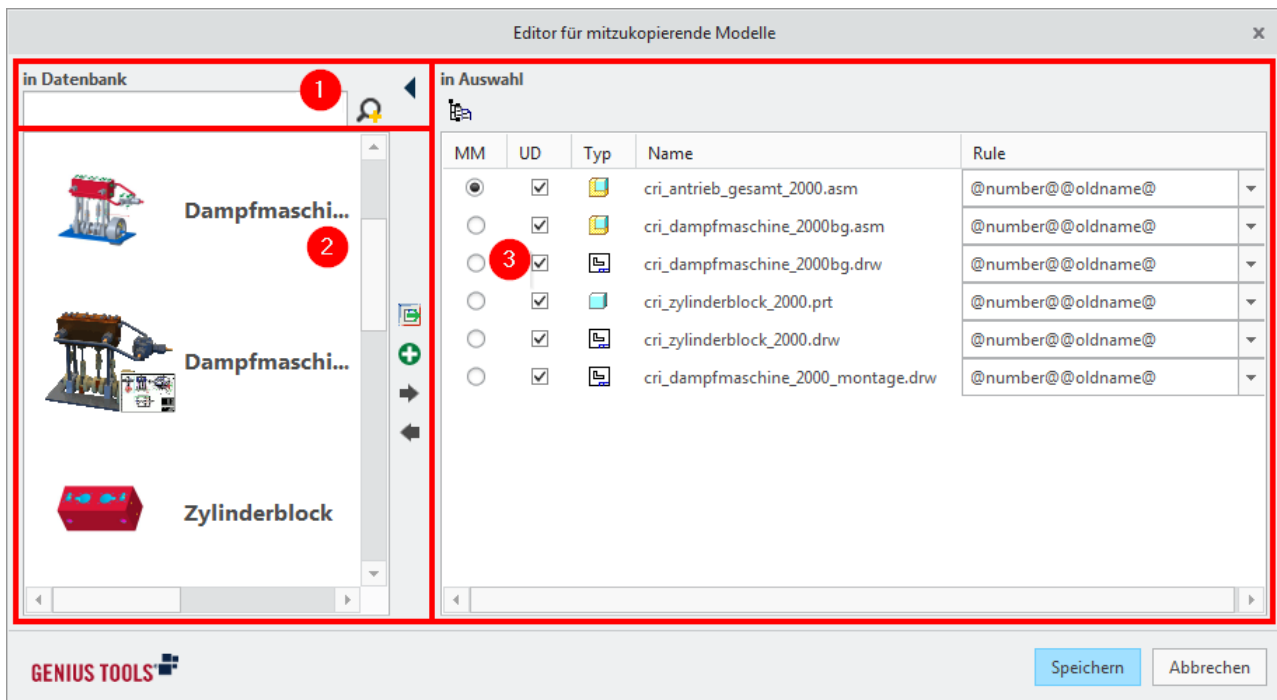 Editor für mitzukopierende Modelle
in Datenbank
1
in Auswahl
MM UD Typ Name Rule
cri_antrieb_gesamt_2000.asm @number@@oldname@
cri_dampfmaschine_2000bg.asm @number@@oldname@
3 cri_dampfmaschine_2000bg.drw @number@@oldname@
cri_zylinderblock_2000.prt @number@@oldname@
cri_zylinderblock_2000.drw @number@@oldname@
cri_dampfmaschine_2000_montage.drw @number@@oldname@
Dampfmaschi...
2
Dampfmaschi...
Zylinderblock
GENIUS TOOLS
Speichern Abbrechen